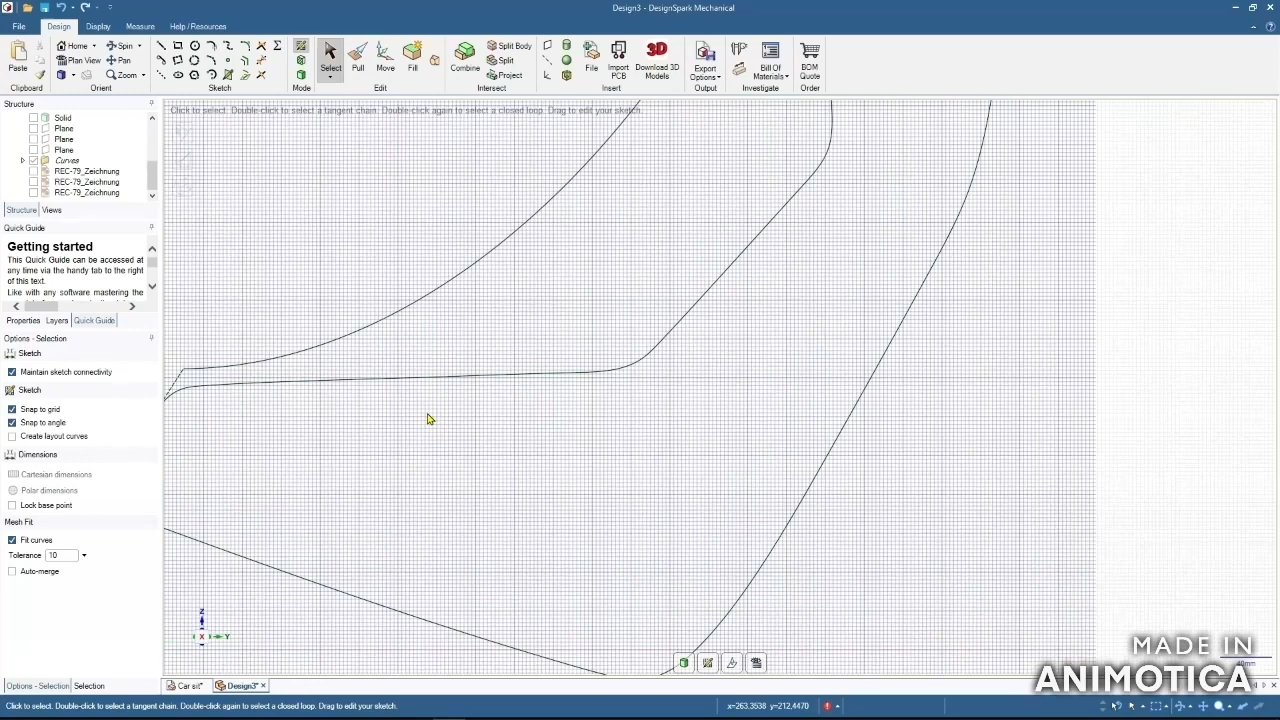 Design3 - DesignSpark Mechanical
File
Design
Display
Measure
Help / Resources
Paste
Home
Spin
Plan View
Pan
Zoom
Select
Pull
Move
Fill
Combine
Split Body
Split
Project
File
Import
PCB
Download 3D
Models
3D
Export
Options
Bill Of
Materials
BOM
Quote
Clipboard
Orient
Sketch
Mode
Edit
Intersect
Insert
Output
Investigate
Order
Structure
Click to select. Double-click to select a tangent chain. Double-click again to select a closed loop. Drag to edit your sketch.
Solid
Plane
Plane
Plane
Curves
REC-79_Zeichnung
REC-79_Zeichnung
REC-79_Zeichnung
Structure
Views
Quick Guide
Getting started
This Quick Guide can be accessed at
any time via the handy tab to the right
of this text.
Like with any software mastering the
Properties
Layers
Quick Guide
Options - Selection
Sketch
Maintain sketch connectivity
Sketch
Snap to grid
Snap to angle
Create layout curves
Dimensions
Cartesian dimensions
Polar dimensions
Lock base point
Mesh Fit
Fit curves
Tolerance 10
Auto-merge
Z
X
Y
MADE IN
ANIMOTICA
Options - Selection
Selection
Car sit*
Design3*
Click to select. Double-click to select a tangent chain. Double-click again to select a closed loop. Drag to edit your sketch.
x=263.3538 y=212.4470